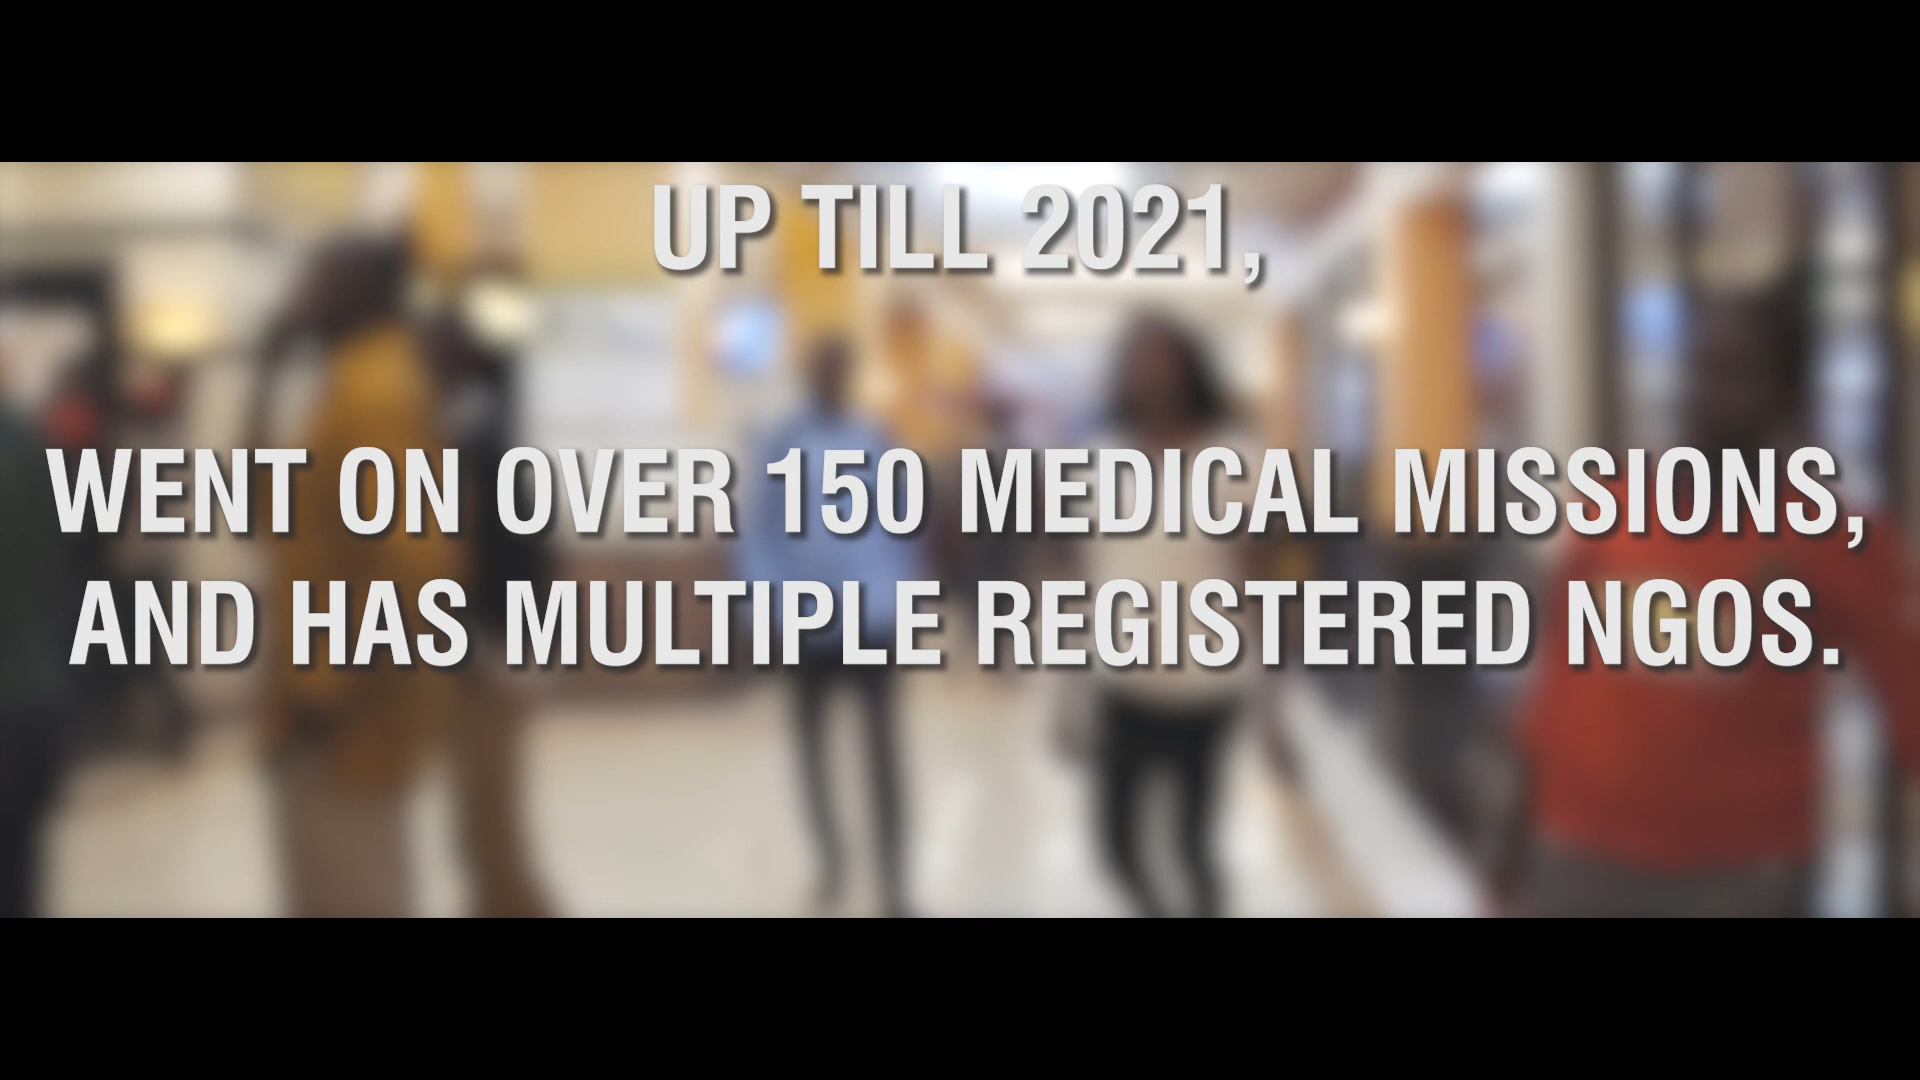 UP TILL 2021,
WENT ON OVER 150 MEDICAL MISSIONS,
AND HAS MULTIPLE REGISTERED NGOS.